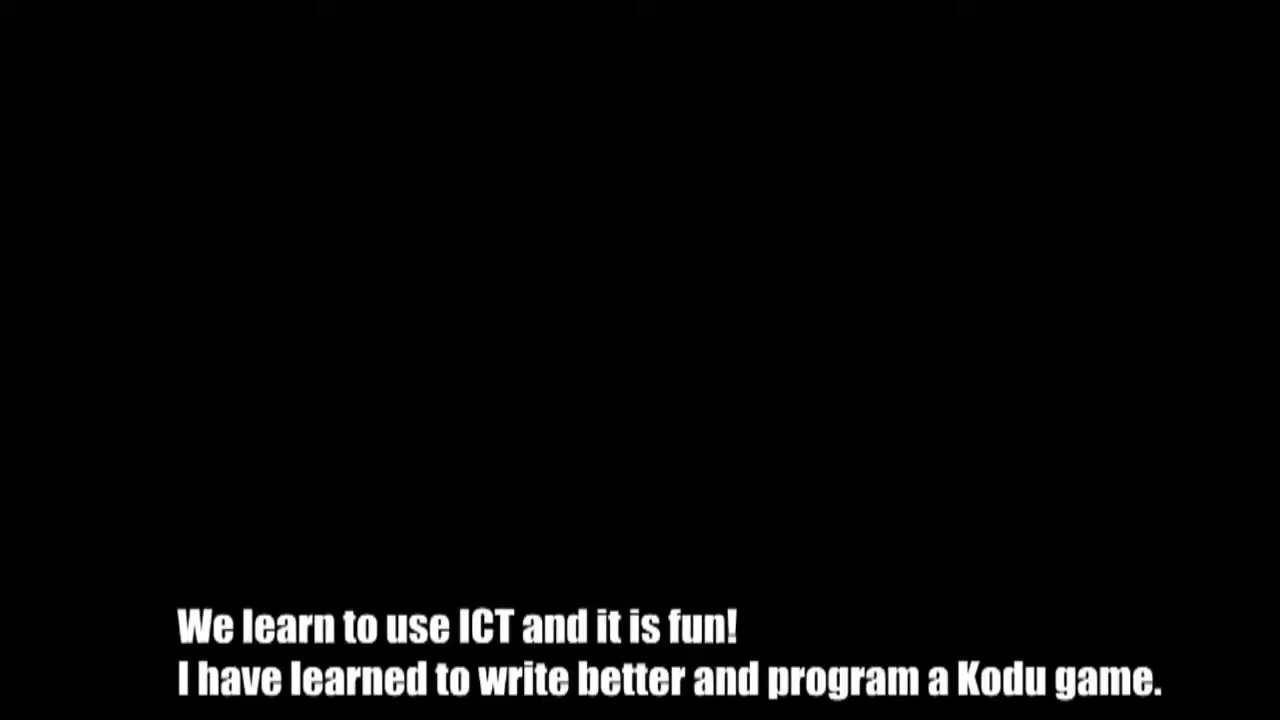 We learn to use ICT and it is fun!
I have learned to write better and program a Kodu game.